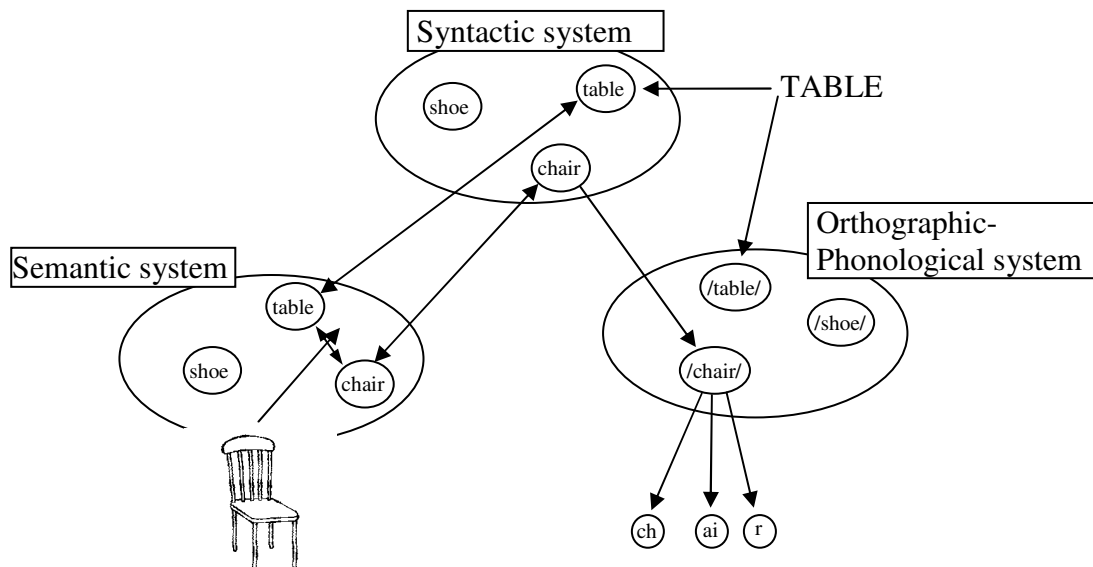 Syntactic system
table
TABLE
shoe
chair
Orthographic-
Phonological system
Semantic system
table
shoe
chair
/table/
/shoe/
/chair/
ch ai r